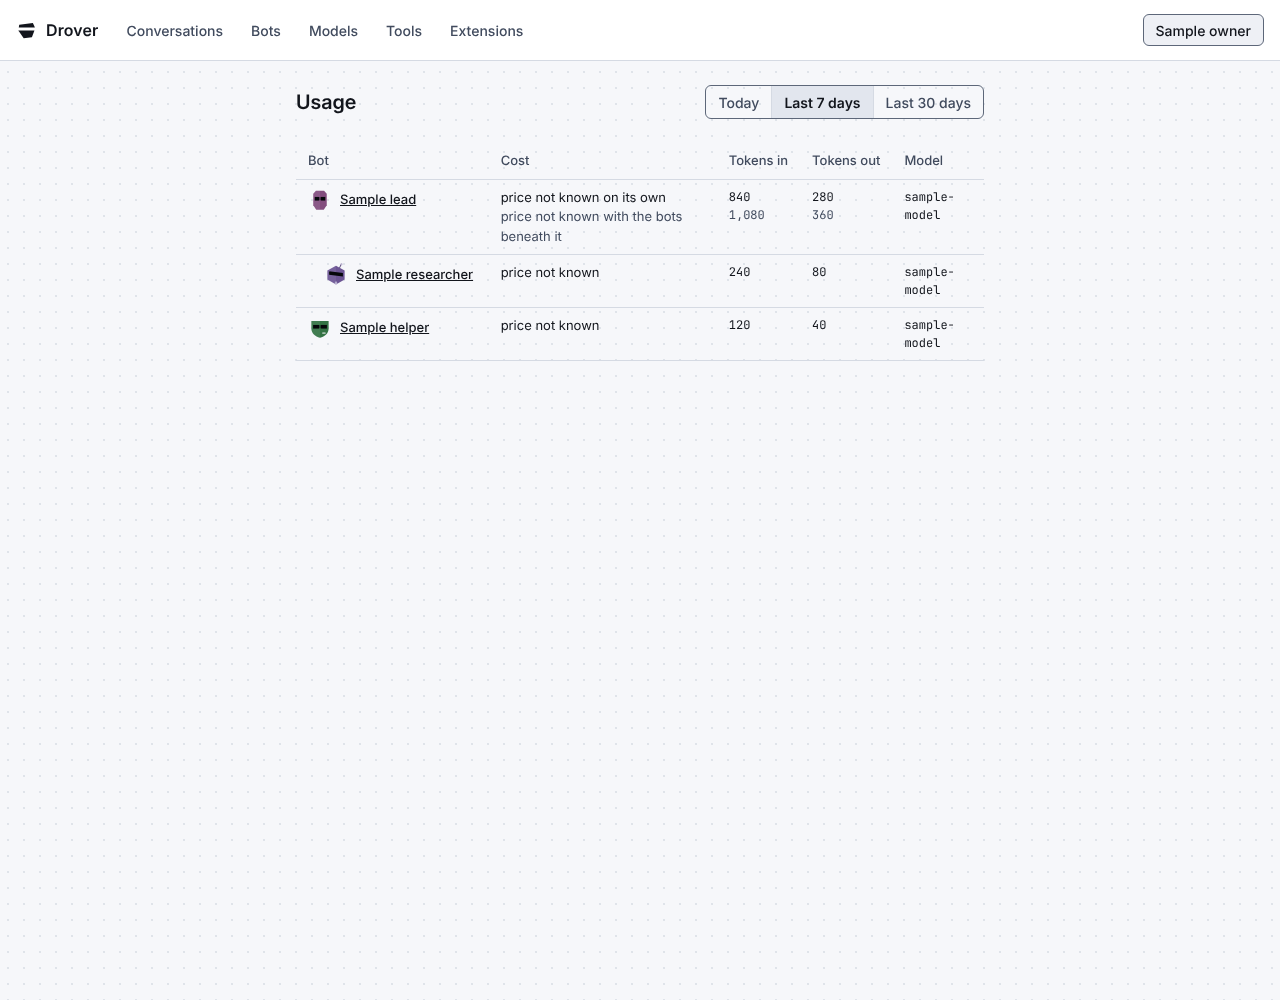 Drover
Conversations
Bots
Models
Tools
Extensions
Sample owner
Usage
Today
Last 7 days
Last 30 days
Bot
Cost
Tokens in
Tokens out
Model
Sample lead
price not known on its own
price not known with the bots
beneath it
840
1,080
280
360
sample-
model
Sample researcher
price not known
240
80
sample-
model
Sample helper
price not known
120
40
sample-
model